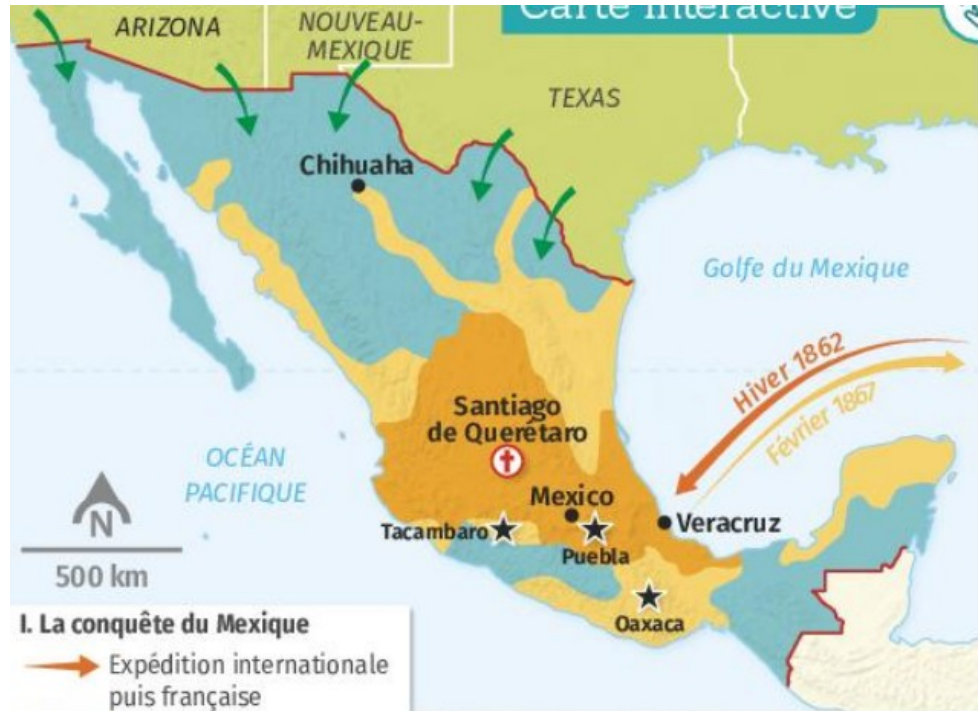 Carte interactive
ARIZONA
NOUVEAU-
MEXIQUE
TEXAS
Chihuaha
Golfe du Mexique
Hiver 1862
Février 1867
Santiago
de Querétaro
OCÉAN
PACIFIQUE
Mexico
Veracruz
Tacambaro
Puebla
N
500 km
Oaxaca
I. La conquête du Mexique
Expédition internationale
puis française